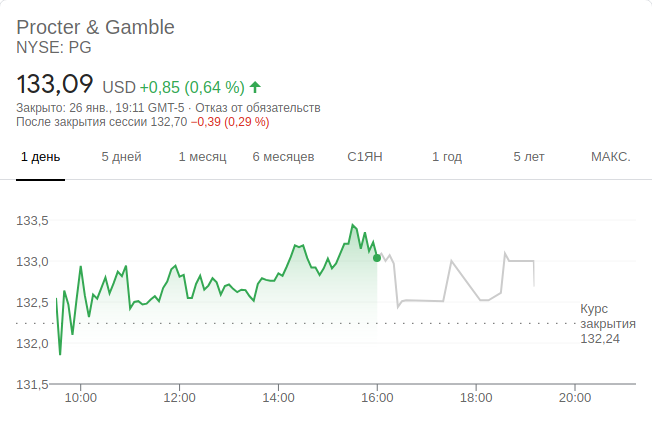 Procter & Gamble
NYSE: PG
133,09 USD +0,85 (0,64 %)
Закрыто: 26 янв., 19:11 GMT-5 · Отказ от обязательств
После закрытия сессии 132,70 −0,39 (0,29 %)
1 день 5 дней 1 месяц 6 месяцев С1ЯН 1 год 5 лет МАКС.
133,5
133,0
132,5
Курс
закрытия
132,24
132,0
131,5
10:00 12:00 14:00 16:00 18:00 20:00